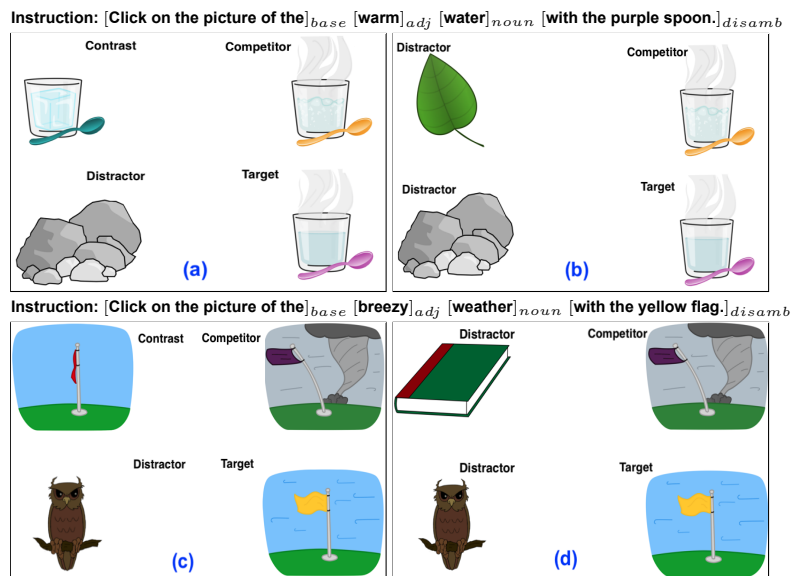 Instruction: [Click on the picture of the]base [warm]adj [water]noun [with the purple spoon.]disamb
Contrast Competitor
Distractor Target
(a)
Distractor
Competitor
Distractor Target
(b)
Instruction: [Click on the picture of the]base [breezy]adj [weather]noun [with the yellow flag.]disamb
Contrast Competitor
Distractor Target
(c)
Distractor Competitor
Distractor Target
(d)